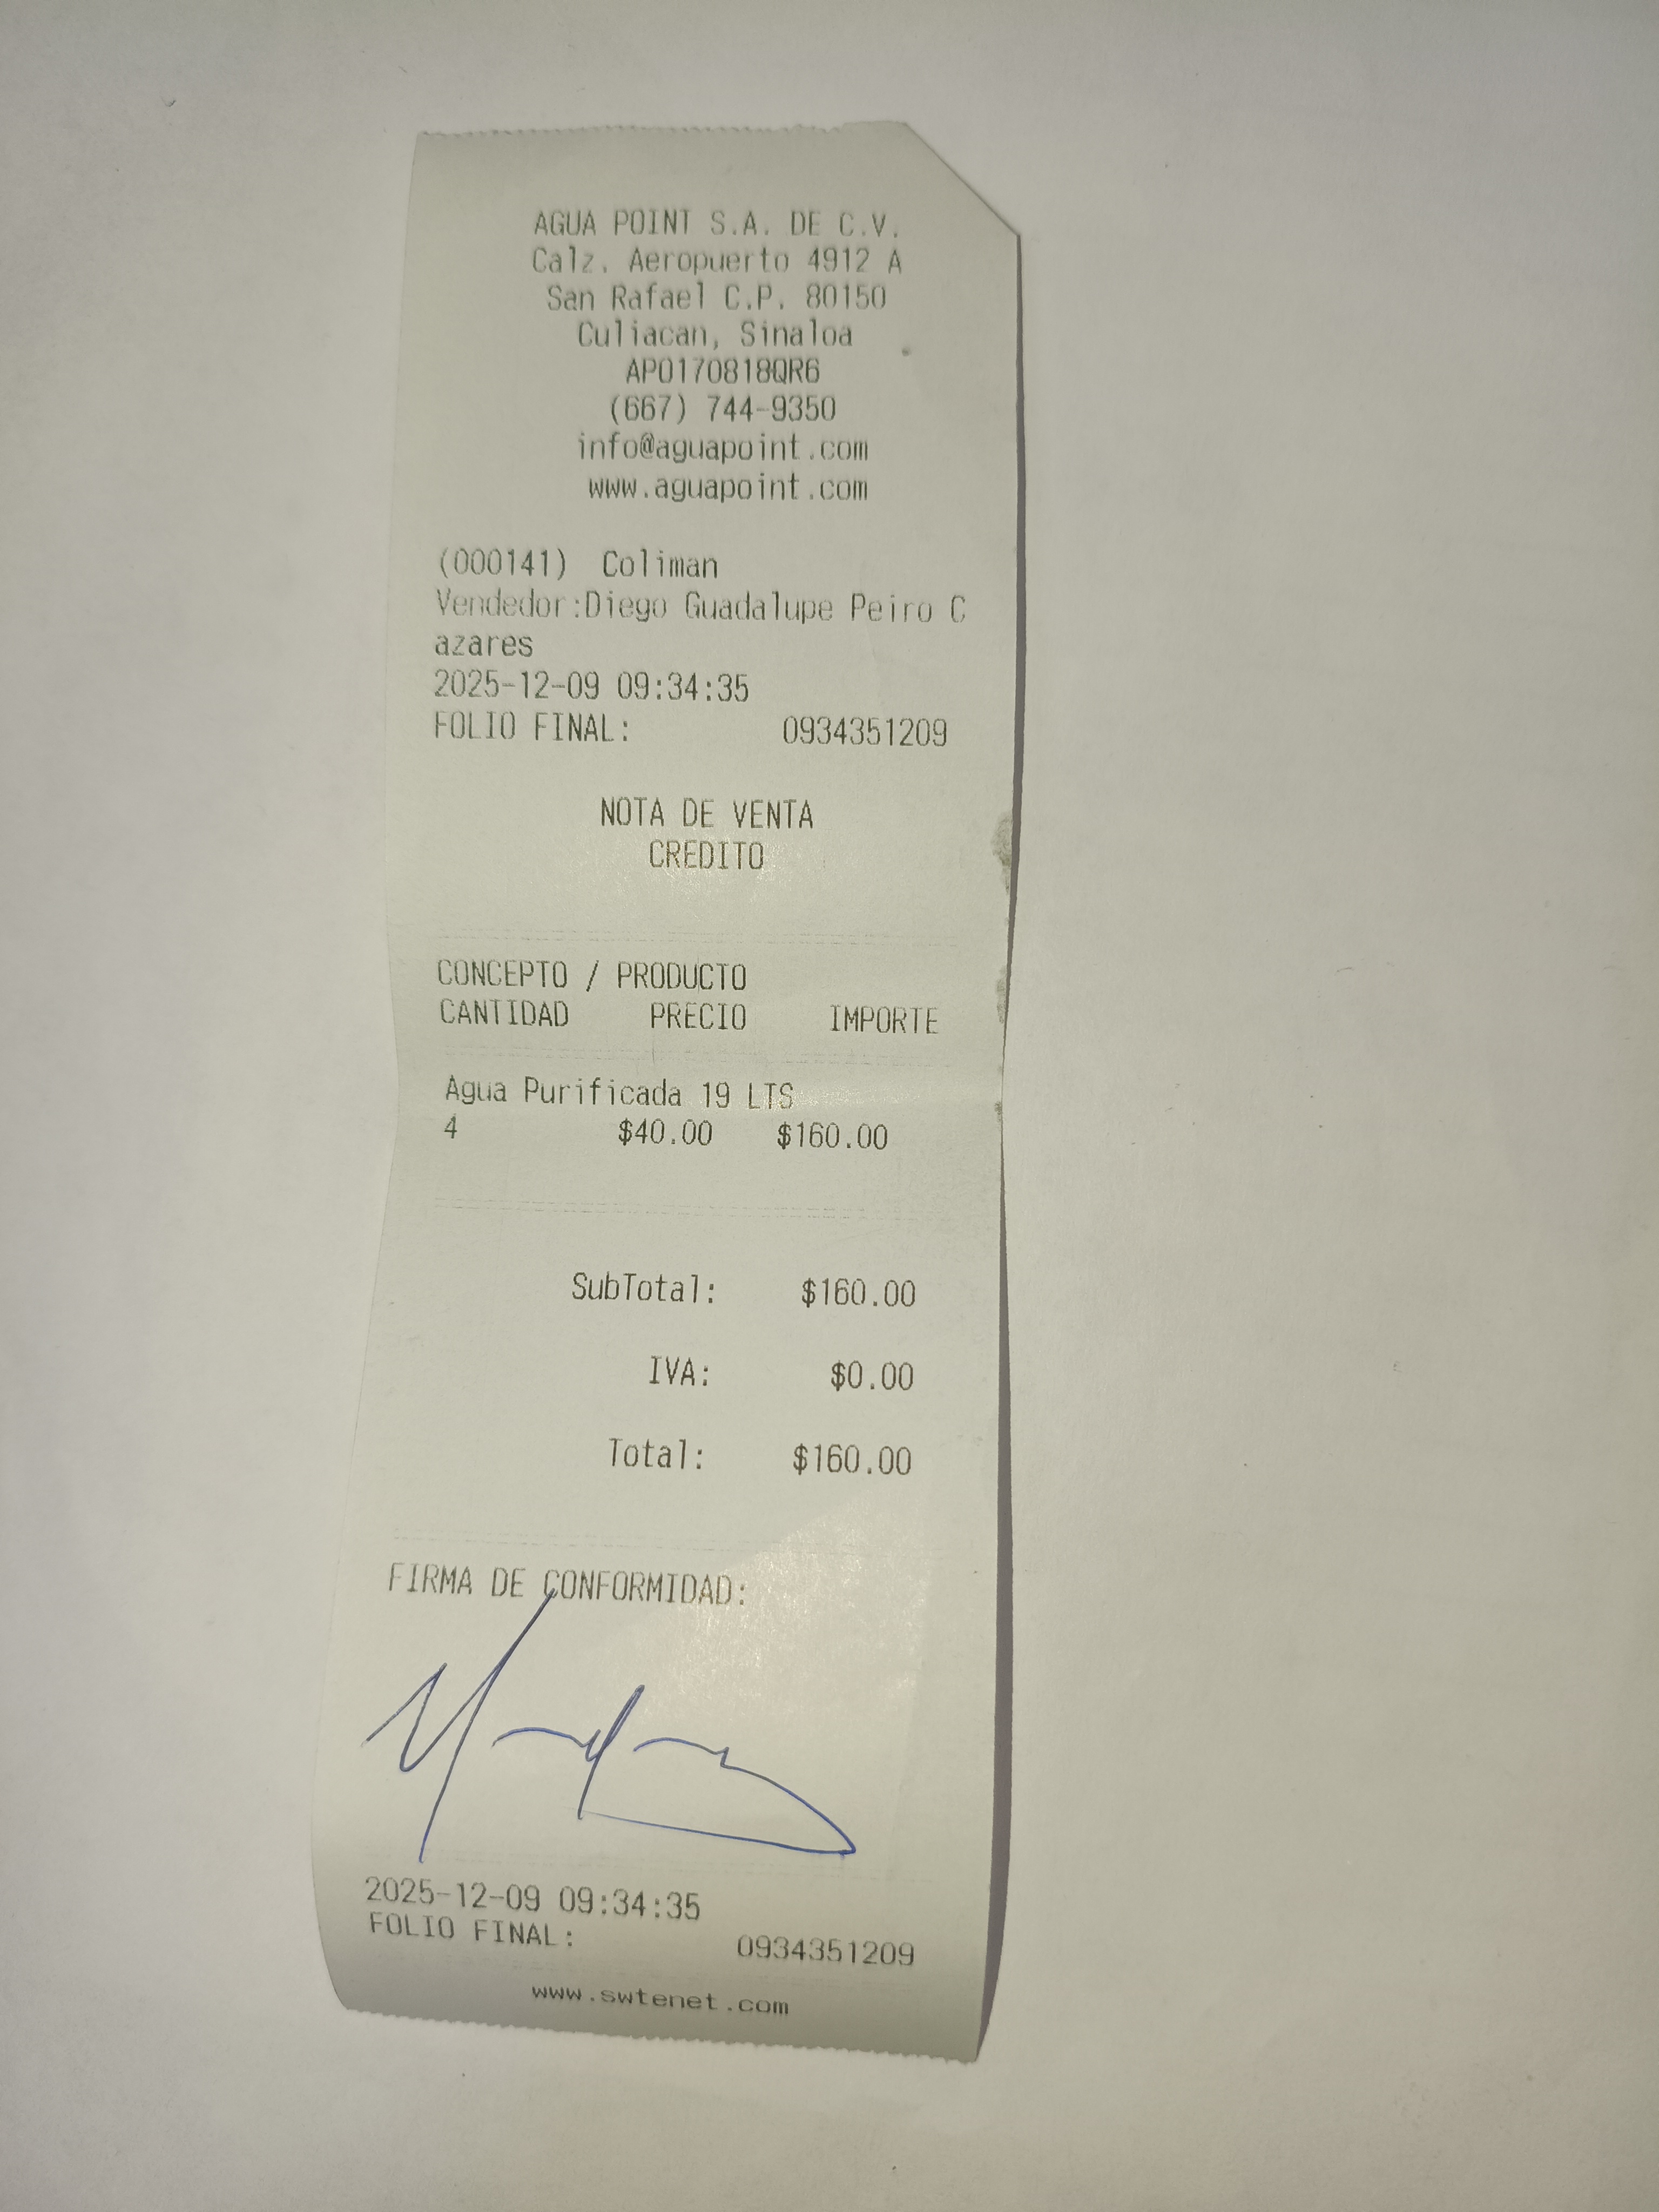 AGUA POINT S.A. DE C.V.
Calz. Aeropuerto 4912 A
San Rafael C.P. 80150
Culiacan, Sinaloa
APO170818QR6
(667) 744-9350
info@aguapoint.com
www.aguapoint.com
(000141) Coliman
Vendedor:Diego Guadalupe Peiro C
azares
2025-12-09 09:34:35
FOLIO FINAL: 0934351209
NOTA DE VENTA
CREDITO
CONCEPTO / PRODUCTO
CANTIDAD PRECIO IMPORTE
Agua Purificada 19 LTS
4 $40.00 $160.00
SubTotal: $160.00
IVA: $0.00
Total: $160.00
FIRMA DE CONFORMIDAD:
2025-12-09 09:34:35
FOLIO FINAL: 0934351209
www.swtenet.com